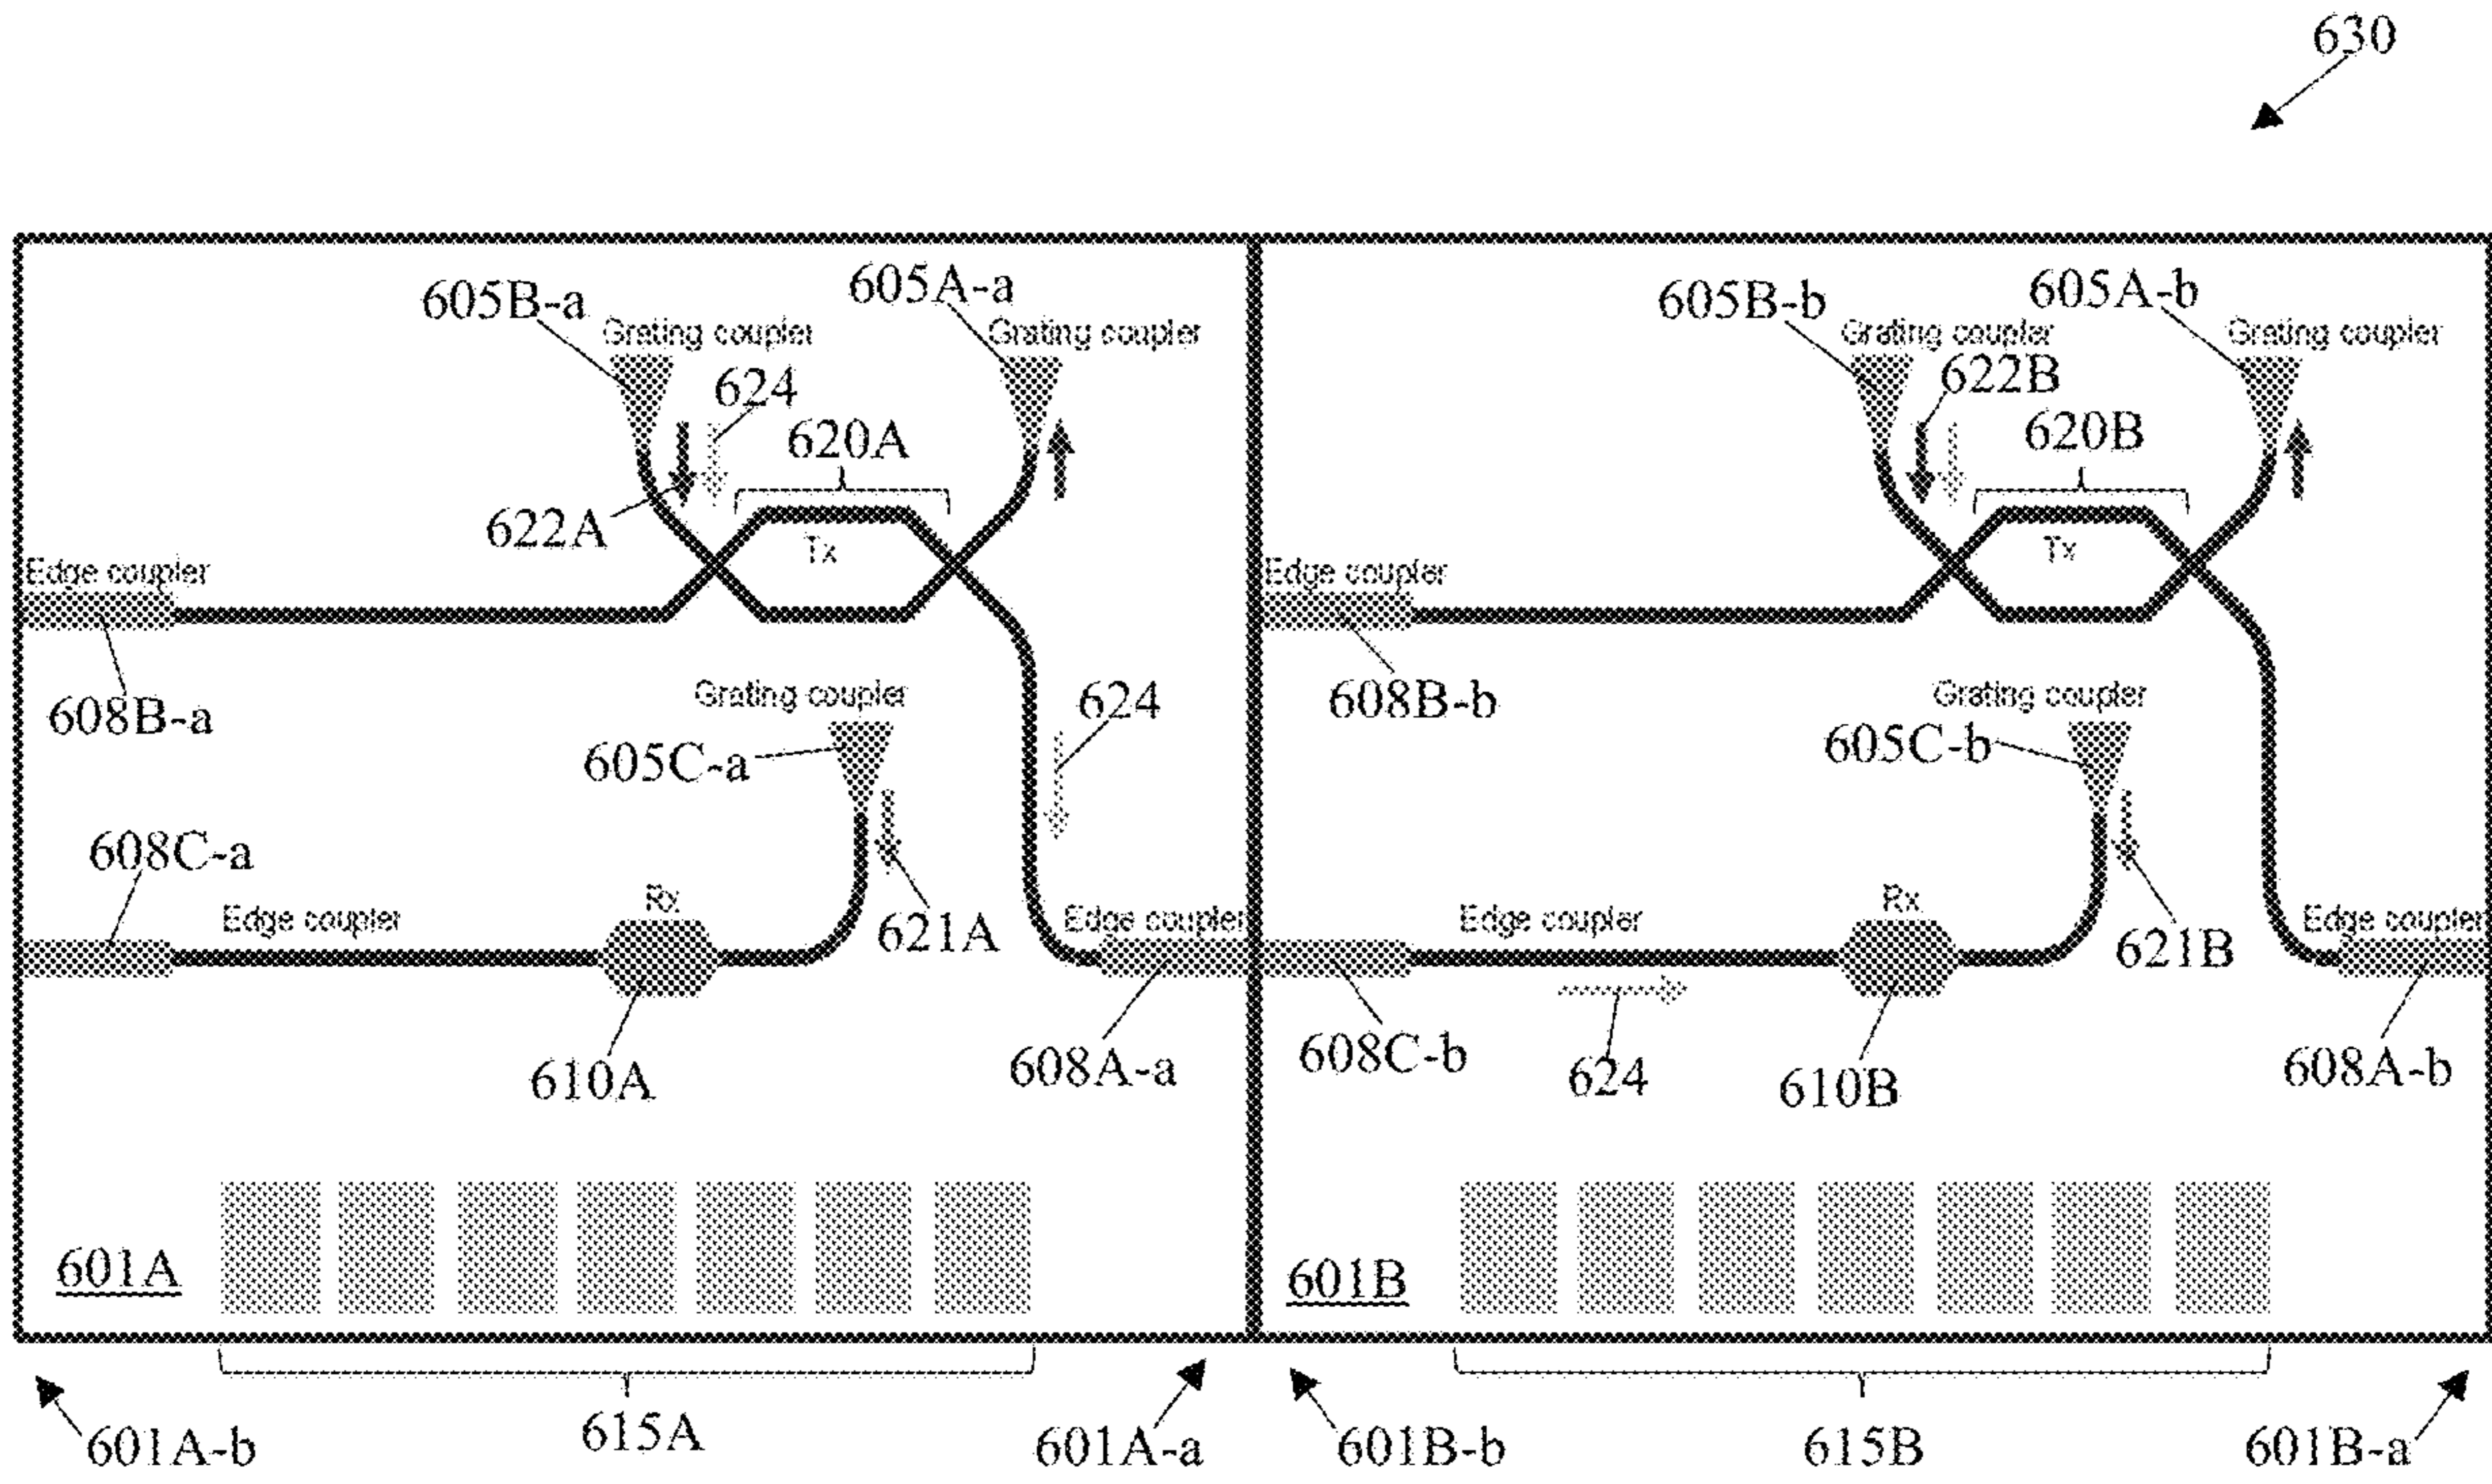 630
605B-a
605A-a
605B-b
605A-b
Grating coupler
Grating coupler
Grating coupler
Grating coupler
624
622B
620A
620B
622A
Tx
Tx
Edge coupler
Edge coupler
608B-a
Grating coupler
624
608B-b
Grating coupler
605C-a
605C-b
608C-a
Edge coupler
Rx
621A
Edge coupler
Edge coupler
Rx
621B
Edge coupler
610A
608A-a
608C-b
624
610B
608A-b
601A
601B
601A-b
615A
601A-a
601B-b
615B
601B-a